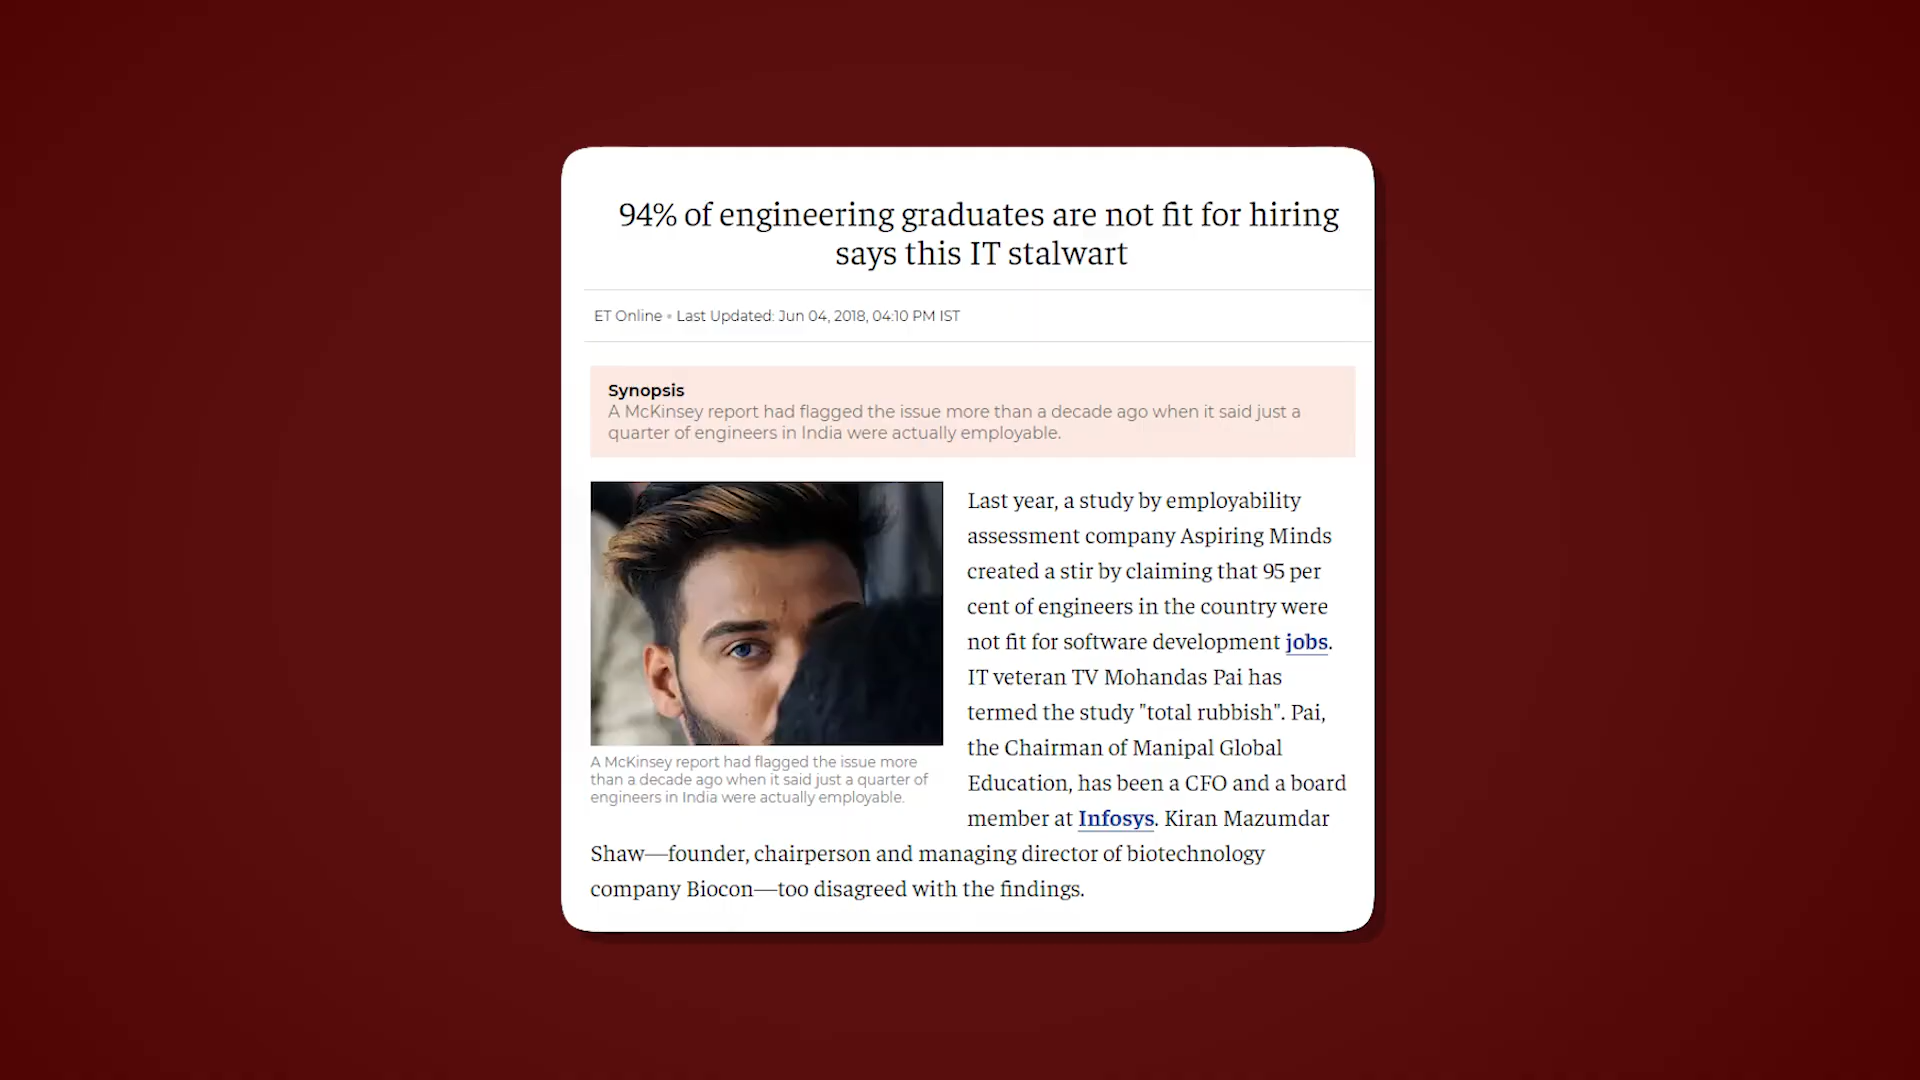 94% of engineering graduates are not fit for hiring
says this IT stalwart
ET Online • Last Updated: Jun 04, 2018, 04:10 PM IST
Synopsis
A McKinsey report had flagged the issue more than a decade ago when it said just a
quarter of engineers in India were actually employable.
A McKinsey report had flagged the issue more
than a decade ago when it said just a quarter of
engineers in India were actually employable.
Last year, a study by employability
assessment company Aspiring Minds
created a stir by claiming that 95 per
cent of engineers in the country were
not fit for software development jobs.
IT veteran TV Mohandas Pai has
termed the study "total rubbish". Pai,
the Chairman of Manipal Global
Education, has been a CFO and a board
member at Infosys. Kiran Mazumdar
Shaw—founder, chairperson and managing director of biotechnology
company Biocon—too disagreed with the findings.